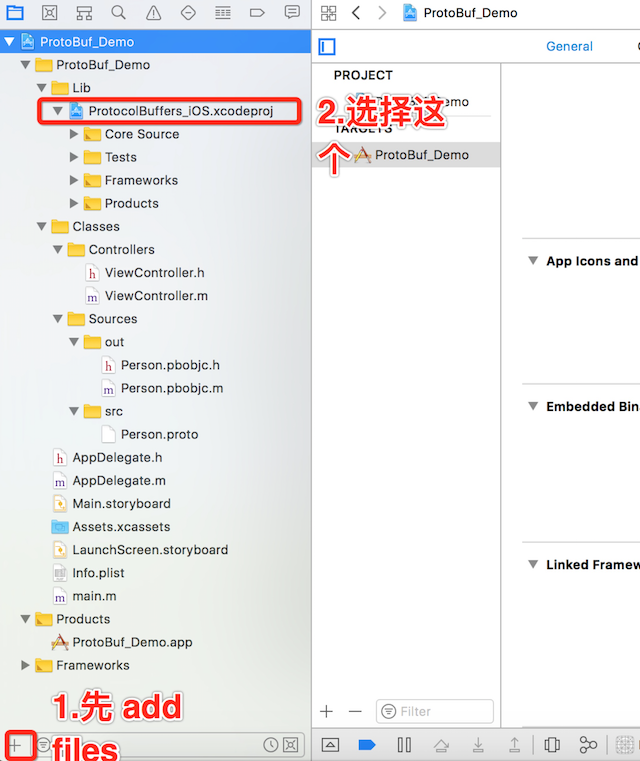 ProtoBuf_Demo
ProtoBuf_Demo
Lib
ProtocolBuffers_iOS.xcodeproj
Core Source
Tests
Frameworks
Products
Classes
Controllers
ViewController.h
ViewController.m
Sources
out
Person.pbobjc.h
Person.pbobjc.m
src
Person.proto
AppDelegate.h
AppDelegate.m
Main.storyboard
Assets.xcassets
LaunchScreen.storyboard
Info.plist
main.m
Products
ProtoBuf_Demo.app
Frameworks
1.先 add
files
ProtoBuf_Demo
General
PROJECT
2.选择这
个
TARGETS
ProtoBuf_Demo
App Icons and
Embedded Bin
Linked Framew
Filter